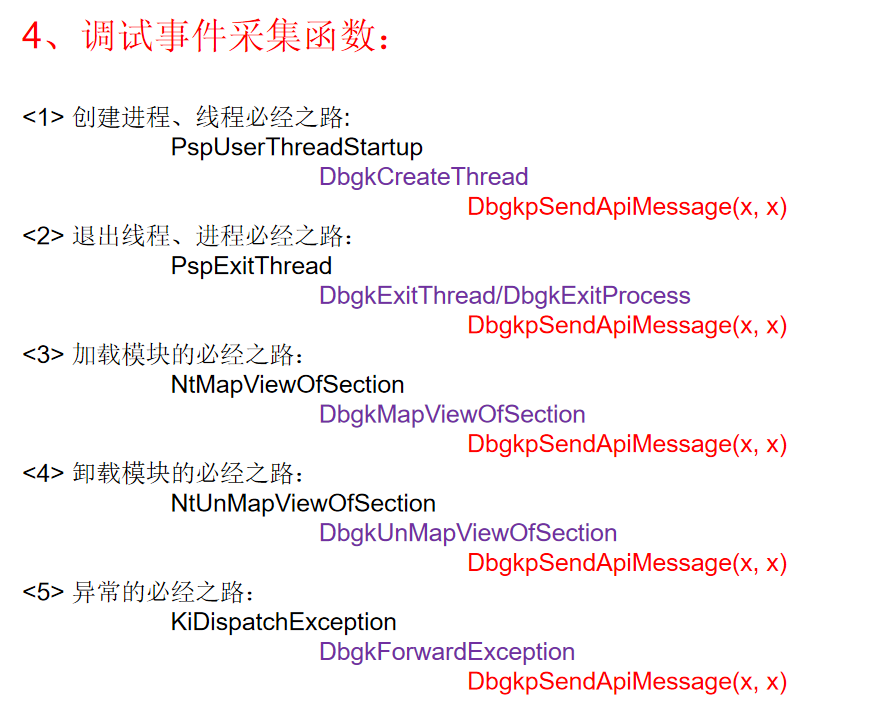 4、调试事件采集函数：
<1> 创建进程、线程必经之路:
PspUserThreadStartup
DbgkCreateThread
DbgkpSendApiMessage(x, x)
<2> 退出线程、进程必经之路：
PspExitThread
DbgkExitThread/DbgkExitProcess
DbgkpSendApiMessage(x, x)
<3> 加载模块的必经之路：
NtMapViewOfSection
DbgkMapViewOfSection
DbgkpSendApiMessage(x, x)
<4> 卸载模块的必经之路：
NtUnMapViewOfSection
DbgkUnMapViewOfSection
DbgkpSendApiMessage(x, x)
<5> 异常的必经之路：
KiDispatchException
DbgkForwardException
DbgkpSendApiMessage(x, x)